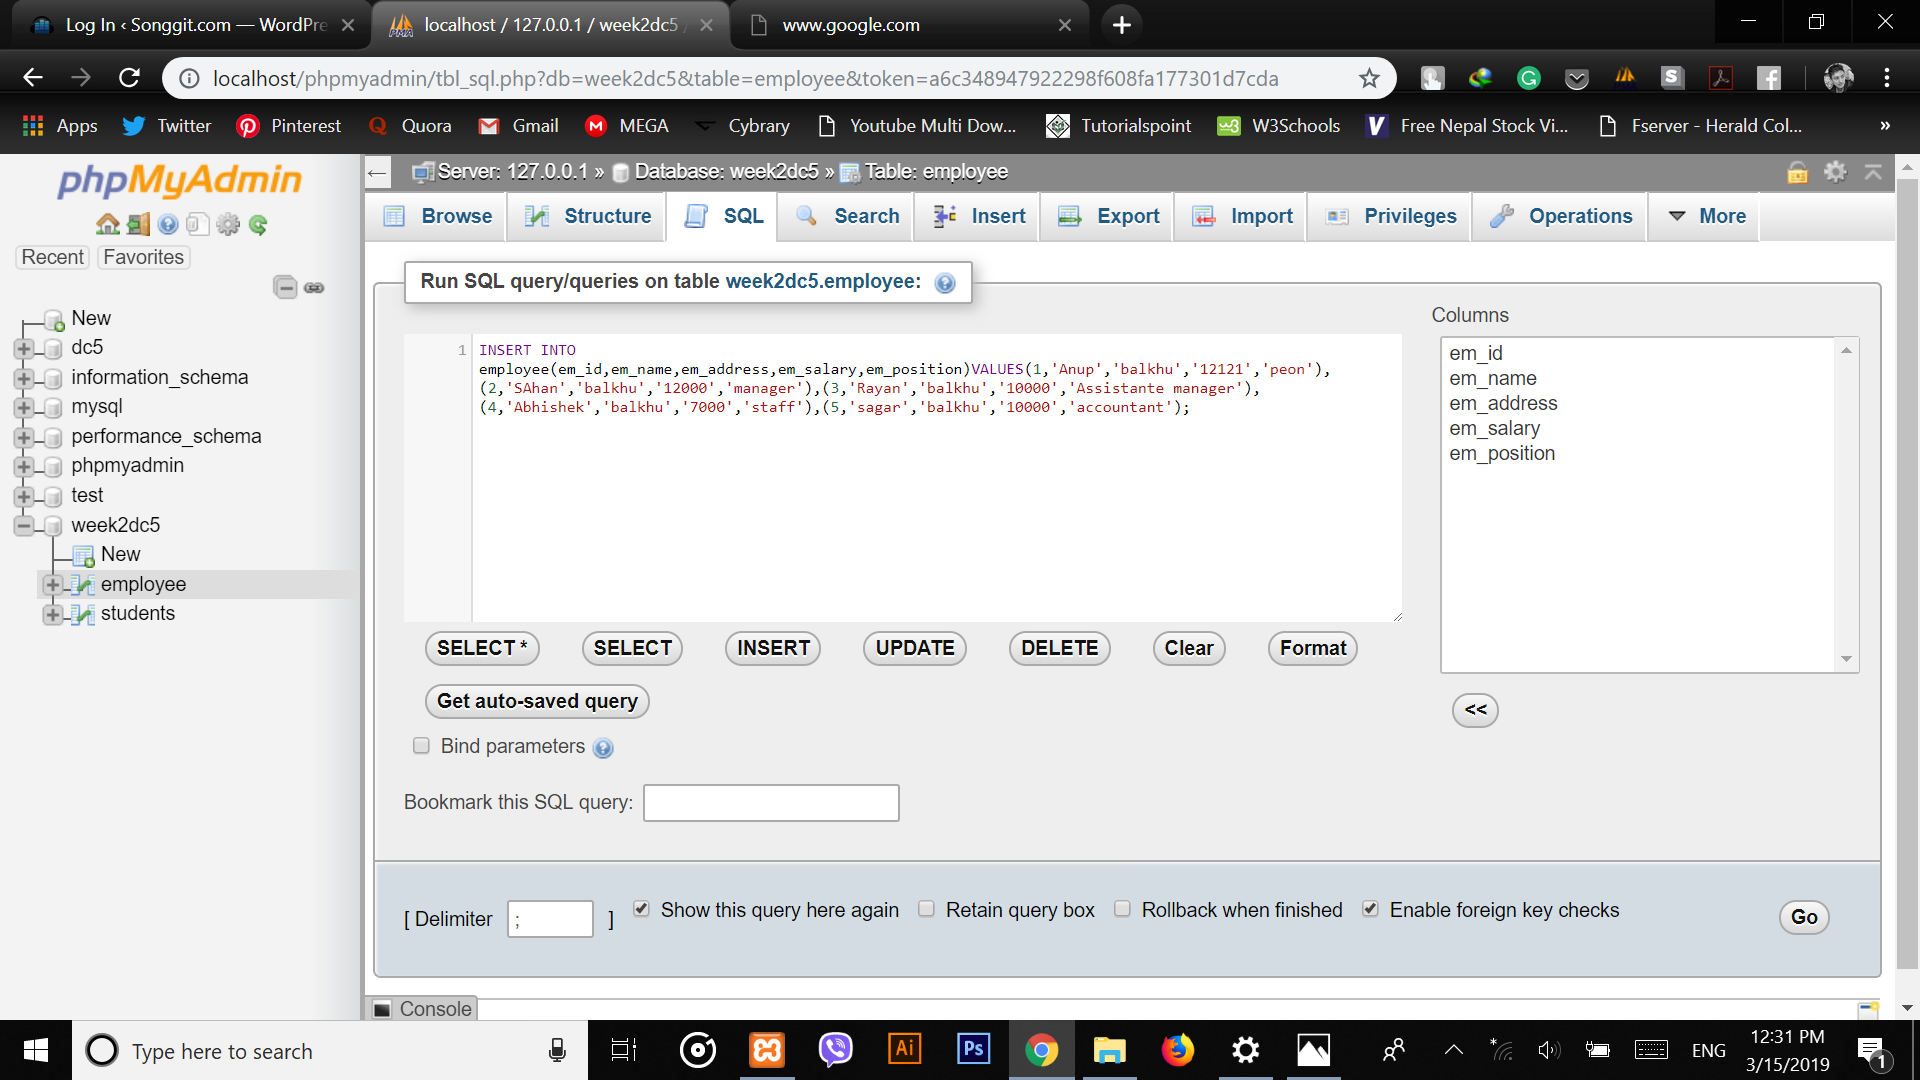 Log In ‹ Songgit.com — WordPre
localhost / 127.0.0.1 / week2dc5 /
www.google.com
localhost/phpmyadmin/tbl_sql.php?db=week2dc5&table=employee&token=a6c348947922298f608fa177301d7cda
Apps Twitter Pinterest Quora Gmail MEGA Cybrary Youtube Multi Dow... Tutorialspoint W3Schools Free Nepal Stock Vi... Fserver - Herald Col... »
phpMyAdmin
Recent Favorites
New
dc5
information_schema
mysql
performance_schema
phpmyadmin
test
week2dc5
New
employee
students
Server: 127.0.0.1 » Database: week2dc5 » Table: employee
Browse Structure SQL Search Insert Export Import Privileges Operations More
Run SQL query/queries on table week2dc5.employee:
1 INSERT INTO
employee(em_id,em_name,em_address,em_salary,em_position)VALUES(1,'Anup','balkhu','12121','peon'),
(2,'SAhan','balkhu','12000','manager'),(3,'Rayan','balkhu','10000','Assistante manager'),
(4,'Abhishek','balkhu','7000','staff'),(5,'sagar','balkhu','10000','accountant');
Columns
em_id
em_name
em_address
em_salary
em_position
SELECT * SELECT INSERT UPDATE DELETE Clear Format
Get auto-saved query
<<
Bind parameters
Bookmark this SQL query:
[ Delimiter ; ] Show this query here again Retain query box Rollback when finished Enable foreign key checks Go
Console
Type here to search
Ai
Ps
ENG
12:31 PM
3/15/2019
1